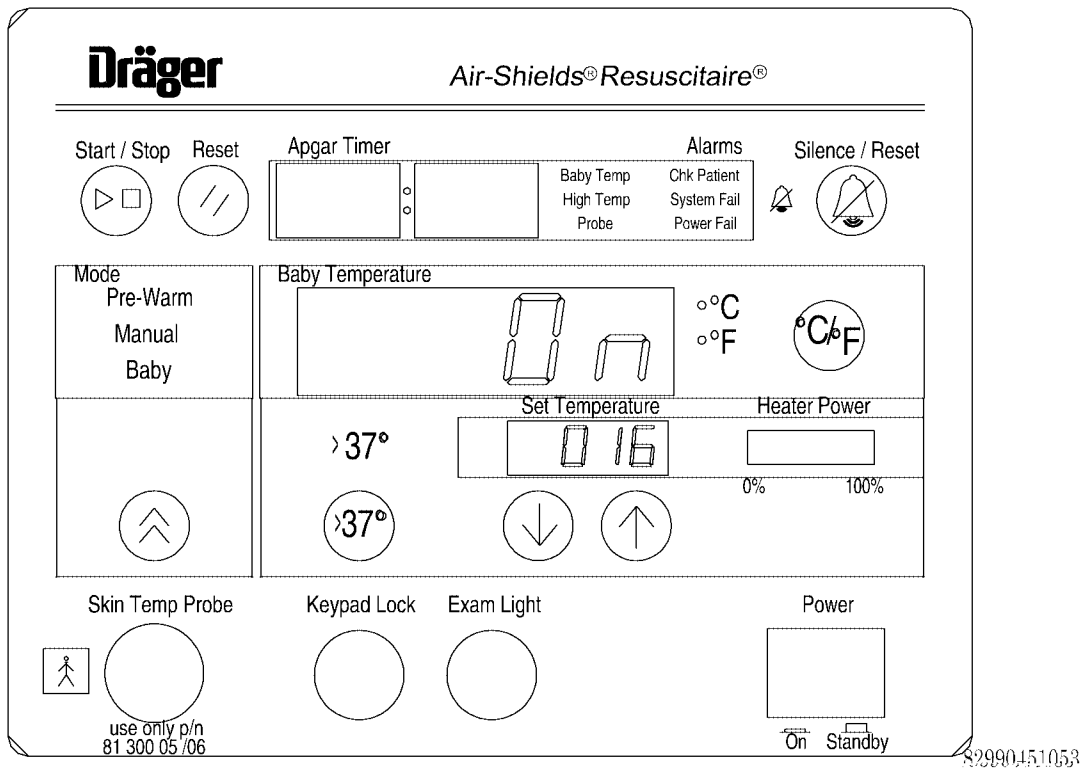 Dräger
Air-Shields® Resuscitaire®
Start / Stop Reset Apgar Timer Alarms Silence / Reset
Baby Temp Chk Patient
High Temp System Fail
Probe Power Fail
Mode
Pre-Warm
Manual
Baby
Baby Temperature
0n
°C
°F
°C/°F
Set Temperature Heater Power
016
0% 100%
>37°
>37°
Skin Temp Probe Keypad Lock Exam Light Power
use only p/n
81 300 05 /06
On Standby
82990451053